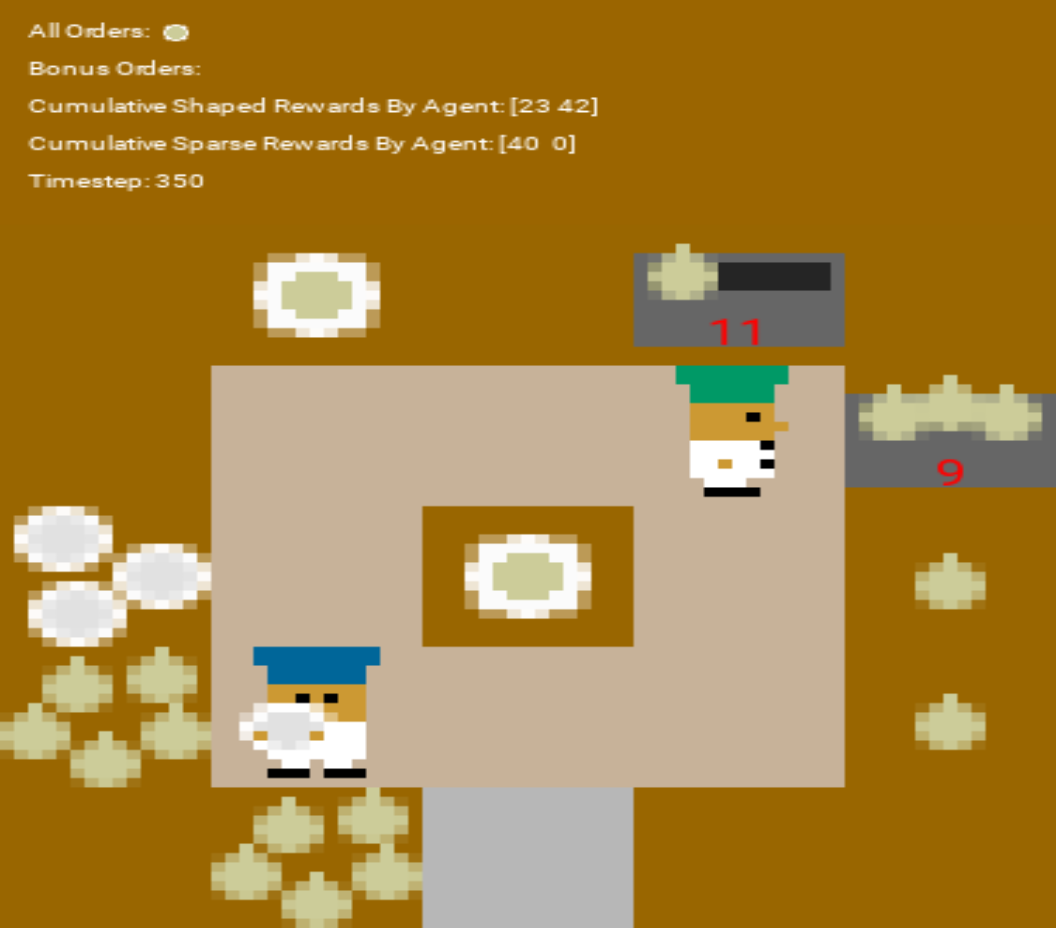 All Orders:
Bonus Orders:
Cumulative Shaped Rewards By Agent: [23 42]
Cumulative Sparse Rewards By Agent: [40 0]
Timestep: 350
11
9